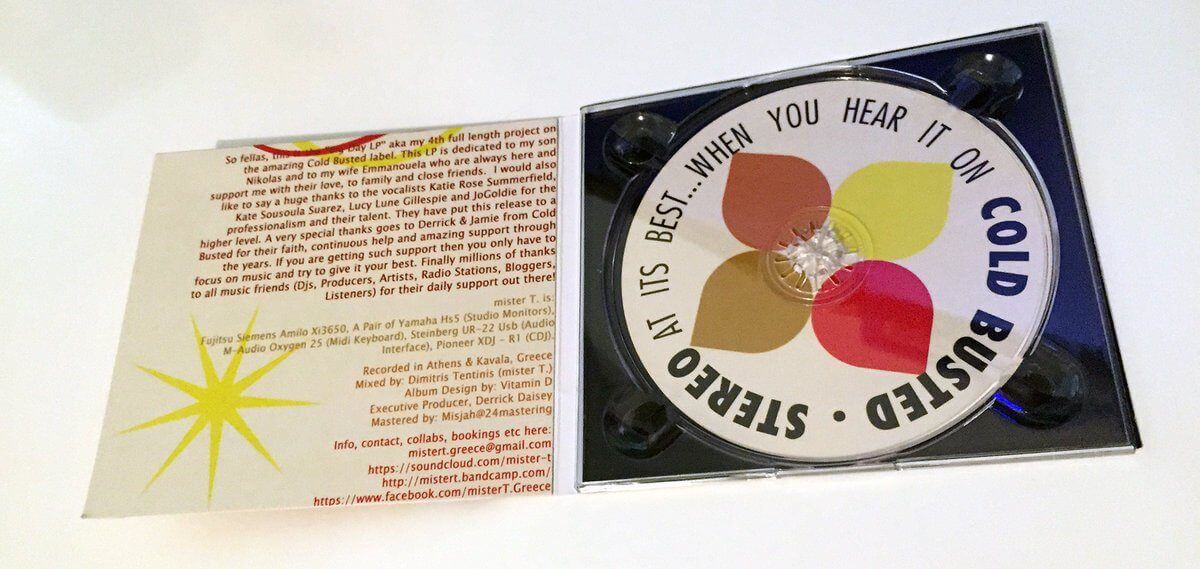 So fellas, this is the "Big Day LP" aka my 4th full length project on
the amazing Cold Busted label. This LP is dedicated to my son
Nikolas and to my wife Emmanouela who are always here and
support me with their love, to family and close friends. I would also
like to say a huge thanks to the vocalists Katie Rose Summerfield,
Kate Sousoula Suarez, Lucy Lune Gillespie and JoGoldie for the
professionalism and their talent. They have put this release to a
higher level. A very special thanks goes to Derrick & Jamie from Cold
Busted for their faith, continuous help and amazing support through
the years. If you are getting such support then you only have to
focus on music and try to give it your best. Finally millions of thanks
to all music friends (Djs, Producers, Artists, Radio Stations, Bloggers,
Listeners) for their daily support out there!
mister T. is:
Fujitsu Siemens Amilo Xi3650, A Pair of Yamaha Hs5 (Studio Monitors),
M-Audio Oxygen 25 (Midi Keyboard), Steinberg UR-22 Usb (Audio
Interface), Pioneer XDJ - R1 (CDJ).
Recorded in Athens & Kavala, Greece
Mixed by: Dimitris Tentinis (mister T.)
Album Design by: Vitamin D
Executive Producer, Derrick Daisey
Mastered by: Misjah@24mastering
Info, contact, collabs, bookings etc here:
mistert.greece@gmail.com
https://soundcloud.com/mister-t
http://mistert.bandcamp.com/
https://www.facebook.com/misterT.Greece
STEREO AT ITS BEST...WHEN YOU HEAR IT ON COLD BUSTED •